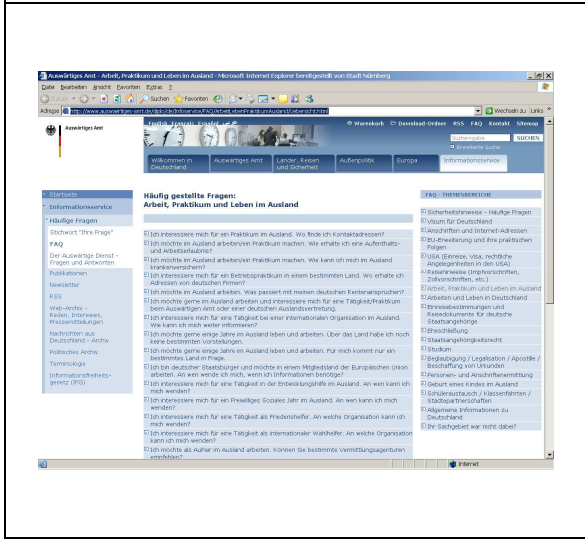 Auswärtiges Amt - Arbeit, Praktikum und Leben im Ausland - Microsoft Internet Explorer bereitgestellt von Stadt Nürnberg
Datei Bearbeiten Ansicht Favoriten Extras ?
Zurück Suchen Favoriten
Adresse http://www.auswaertiges-amt.de/diplo/de/Infoservice/FAQ/ArbeitLebenPraktikumAusland/Uebersicht.html Wechseln zu Links
Auswärtiges Amt
English Français Español عربي
Warenkorb Download-Ordner RSS FAQ Kontakt Sitemap
Suchbegriffe SUCHEN
Erweiterte Suche
Willkommen in Deutschland
Auswärtiges Amt
Länder, Reisen und Sicherheit
Außenpolitik
Europa
Informationsservice
Startseite
Informationsservice
Häufige Fragen
Stichwort "Ihre Frage"
FAQ
Der Auswärtige Dienst -
Fragen und Antworten
Publikationen
Newsletter
RSS
Web-Archiv -
Reden, Interviews,
Pressemitteilungen
Nachrichten aus
Deutschland - Archiv
Politisches Archiv
Terminologie
Informationsfreiheits-
gesetz (IFG)
Häufig gestellte Fragen:
Arbeit, Praktikum und Leben im Ausland
Ich interessiere mich für ein Praktikum im Ausland. Wo finde ich Kontaktadressen?
Ich möchte im Ausland arbeiten/ein Praktikum machen. Wie erhalte ich eine Aufenthalts-
und Arbeitserlaubnis?
Ich möchte im Ausland arbeiten/ein Praktikum machen. Wie kann ich mich im Ausland
krankenversichern?
Ich interessiere mich für ein Betriebspraktikum in einem bestimmten Land. Wo erhalte ich
Adressen von deutschen Firmen?
Ich möchte im Ausland arbeiten. Was passiert mit meinen Rentenansprüchen?
Ich möchte gerne im Ausland arbeiten und interessiere mich für eine Tätigkeit/Praktikum
beim Auswärtigen Amt oder einer deutschen Auslandsvertretung.
Ich interessiere mich für eine Tätigkeit bei einer internationalen Organisation im Ausland.
Wie kann ich mich weiter informieren?
Ich möchte gerne einige Jahre im Ausland leben und arbeiten. Über das Land habe ich noch
keine bestimmten Vorstellungen.
Ich möchte gerne einige Jahre im Ausland leben und arbeiten. Für mich kommt nur ein
bestimmtes Land in Frage.
Ich bin deutscher Staatsbürger und möchte in einem Mitgliedsland der Europäischen Union
arbeiten. An wen wende ich mich, wenn ich Informationen benötige?
Ich interessiere mich für eine Tätigkeit in der Entwicklungshilfe im Ausland. An wen kann ich
mich wenden?
Ich interessiere mich für ein Freiwilliges Soziales Jahr im Ausland. An wen kann ich mich
wenden?
Ich interessiere mich für eine Tätigkeit als Friedenshelfer. An welche Organisation kann ich
mich wenden?
Ich interessiere mich für eine Tätigkeit als internationaler Wahlhelfer. An welche Organisation
kann ich mich wenden?
Ich möchte als AuPair im Ausland arbeiten. Können Sie bestimmte Vermittlungsagenturen
empfehlen?
FAQ - THEMENBEREICHE
Sicherheitshinweise - Häufige Fragen
Visum für Deutschland
Anschriften und Internet-Adressen
EU-Erweiterung und ihre praktischen
Folgen
USA (Einreise, Visa, rechtliche
Angelegenheiten in den USA)
Reisehinweise (Impfvorschriften,
Zollvorschriften, etc.)
Arbeit, Praktikum und Leben im Ausland
Arbeiten und Leben in Deutschland
Einreisebestimmungen und
Reisedokumente für deutsche
Staatsangehörige
Eheschließung
Staatsangehörigkeitsrecht
Studium
Beglaubigung / Legalisation / Apostille /
Beschaffung von Urkunden
Personen- und Anschriftenermittlung
Geburt eines Kindes im Ausland
Schüleraustausch / Klassenfahrten /
Städtepartnerschaften
Allgemeine Informationen zu
Deutschland
Ihr Sachgebiet war nicht dabei?
Internet